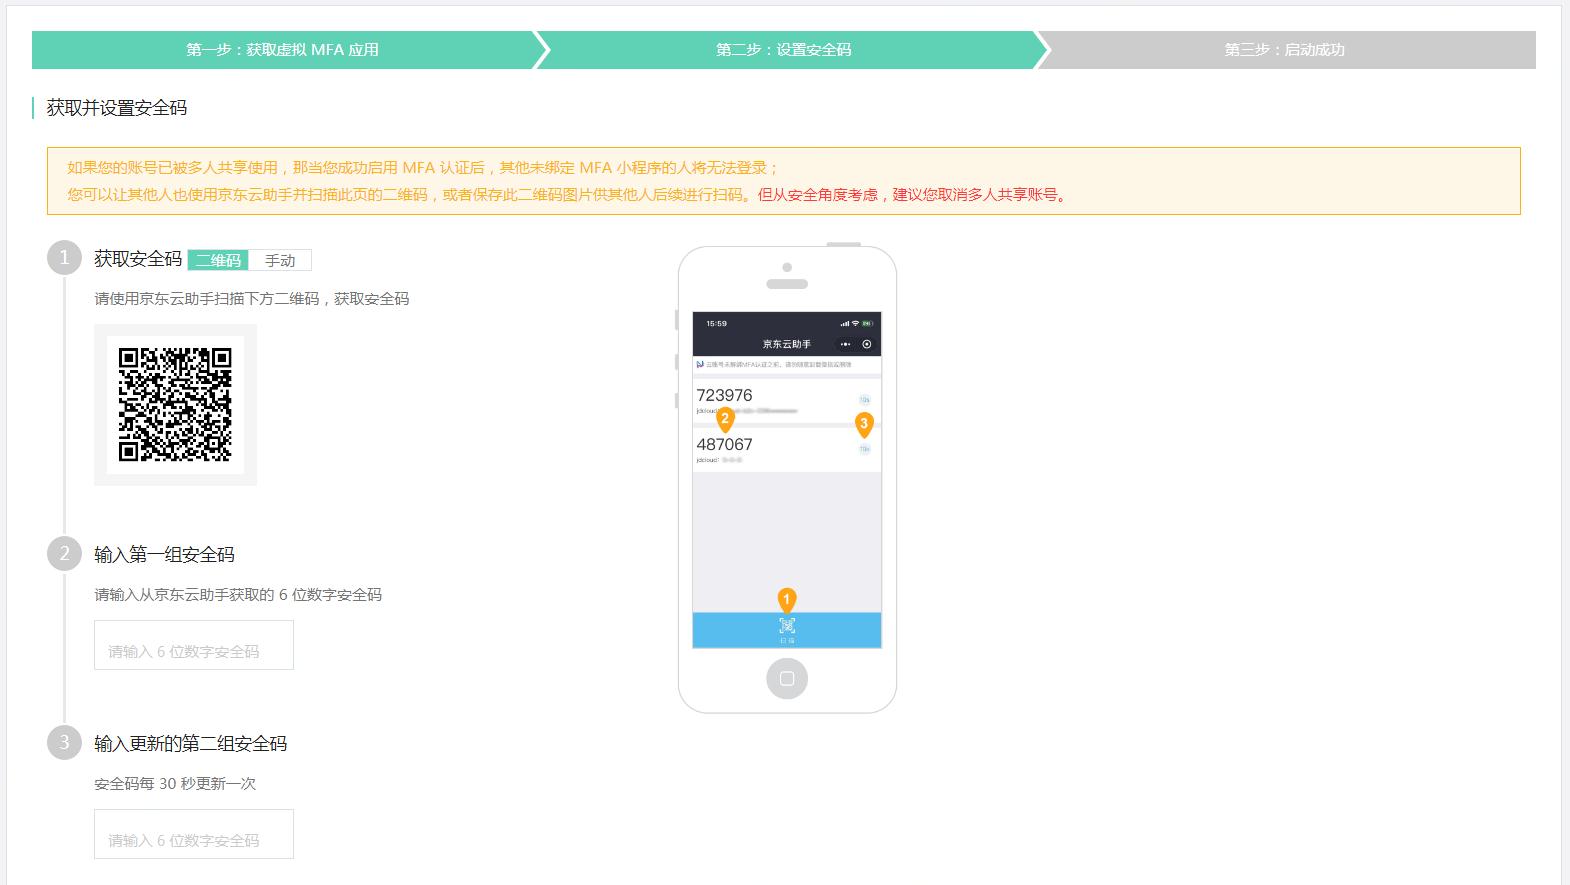 第一步：获取虚拟 MFA 应用
第二步：设置安全码
第三步：启动成功
获取并设置安全码
如果您的账号已被多人共享使用，那当您成功启用 MFA 认证后，其他未绑定 MFA 小程序的人将无法登录；
您可以让其他人也使用京东云助手并扫描此页的二维码，或者保存此二维码图片供其他人后续进行扫码。但从安全角度考虑，建议您取消多人共享账号。
1
获取安全码 二维码 手动
请使用京东云助手扫描下方二维码，获取安全码
2
输入第一组安全码
请输入从京东云助手获取的 6 位数字安全码
请输入 6 位数字安全码
3
输入更新的第二组安全码
安全码每 30 秒更新一次
请输入 6 位数字安全码
15:59
京东云助手
723976
10s
jdcloud:
2
3
487067
10s
jdcloud:
1
扫 描